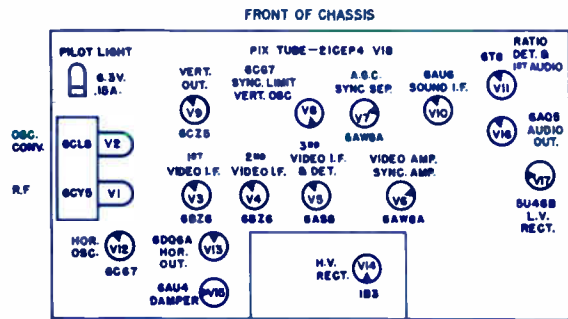 FRONT OF CHASSIS
PILOT LIGHT
6.3V.
.15A.
PIX TUBE-21CEP4 V18
VERT.
OUT.
V9
6CZ5
6CG7
SYNC. LIMIT
VERT. OSC
V8
A.G.C.
SYNC SEP.
V7
6AW8A
6AU6
SOUND I.F.
V10
6T8
RATIO
DET. &
1ST AUDIO
V11
V16
6AQ5
AUDIO
OUT.
V17
5U4GB
L.V.
RECT.
OSC.
CONV.
6CL8
V2
R.F
6CY5
V1
1ST
VIDEO I.F.
V3
6BZ6
2ND
VIDEO I.F.
V4
6BZ6
3RD
VIDEO I.F.
& DET.
V5
6AS8
VIDEO AMP.
SYNC. AMP.
V6
6AW8A
HOR.
OSC.
V12
6CG7
6DQ6A
HOR.
OUT.
V13
6AU4
DAMPER
V15
H.V.
RECT.
V14
1B3